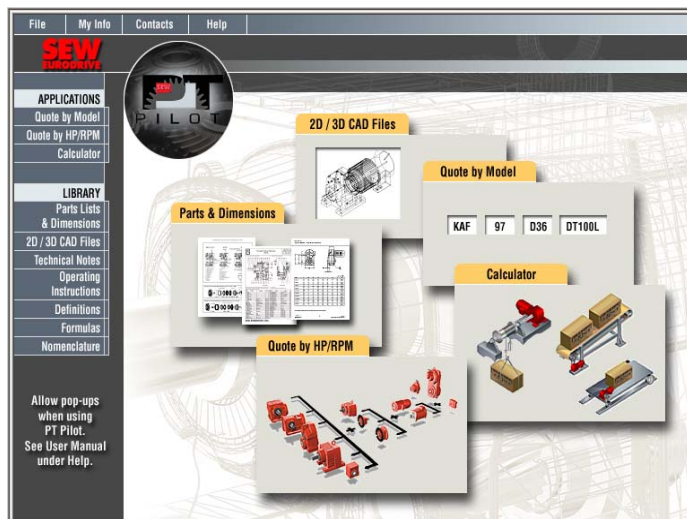 File
My Info
Contacts
Help
SEW
EURODRIVE
SEW
PT
PILOT
APPLICATIONS
Quote by Model
Quote by HP/RPM
Calculator
LIBRARY
Parts Lists
& Dimensions
2D / 3D CAD Files
Technical Notes
Operating
Instructions
Definitions
Formulas
Nomenclature
Allow pop-ups
when using
PT Pilot.
See User Manual
under Help.
2D / 3D CAD Files
Quote by Model
KAF 97 D36 DT100L
Parts & Dimensions
Calculator
Quote by HP/RPM